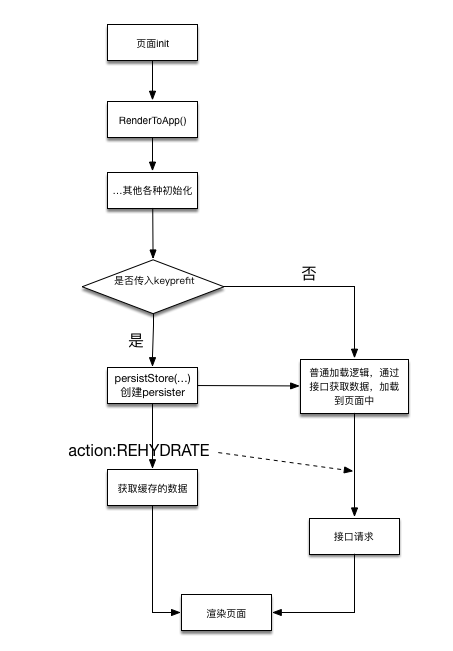 页面init
RenderToApp()
...其他各种初始化
是否传入keyprefit
否
是
persistStore(...)
创建persister
普通加载逻辑，通过
接口获取数据，加载
到页面中
action:REHYDRATE
获取缓存的数据
接口请求
渲染页面